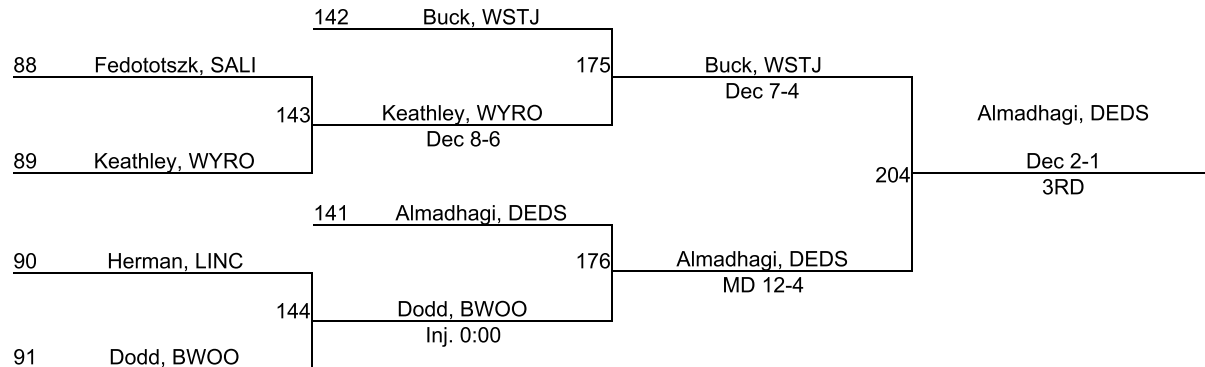 142 Buck, WSTJ
88 Fedototszk, SALI
175 Buck, WSTJ
Dec 7-4
143 Keathley, WYRO
Dec 8-6
Almadhagi, DEDS
89 Keathley, WYRO
204 Dec 2-1
3RD
141 Almadhagi, DEDS
90 Herman, LINC
176 Almadhagi, DEDS
MD 12-4
144 Dodd, BWOO
Inj. 0:00
91 Dodd, BWOO